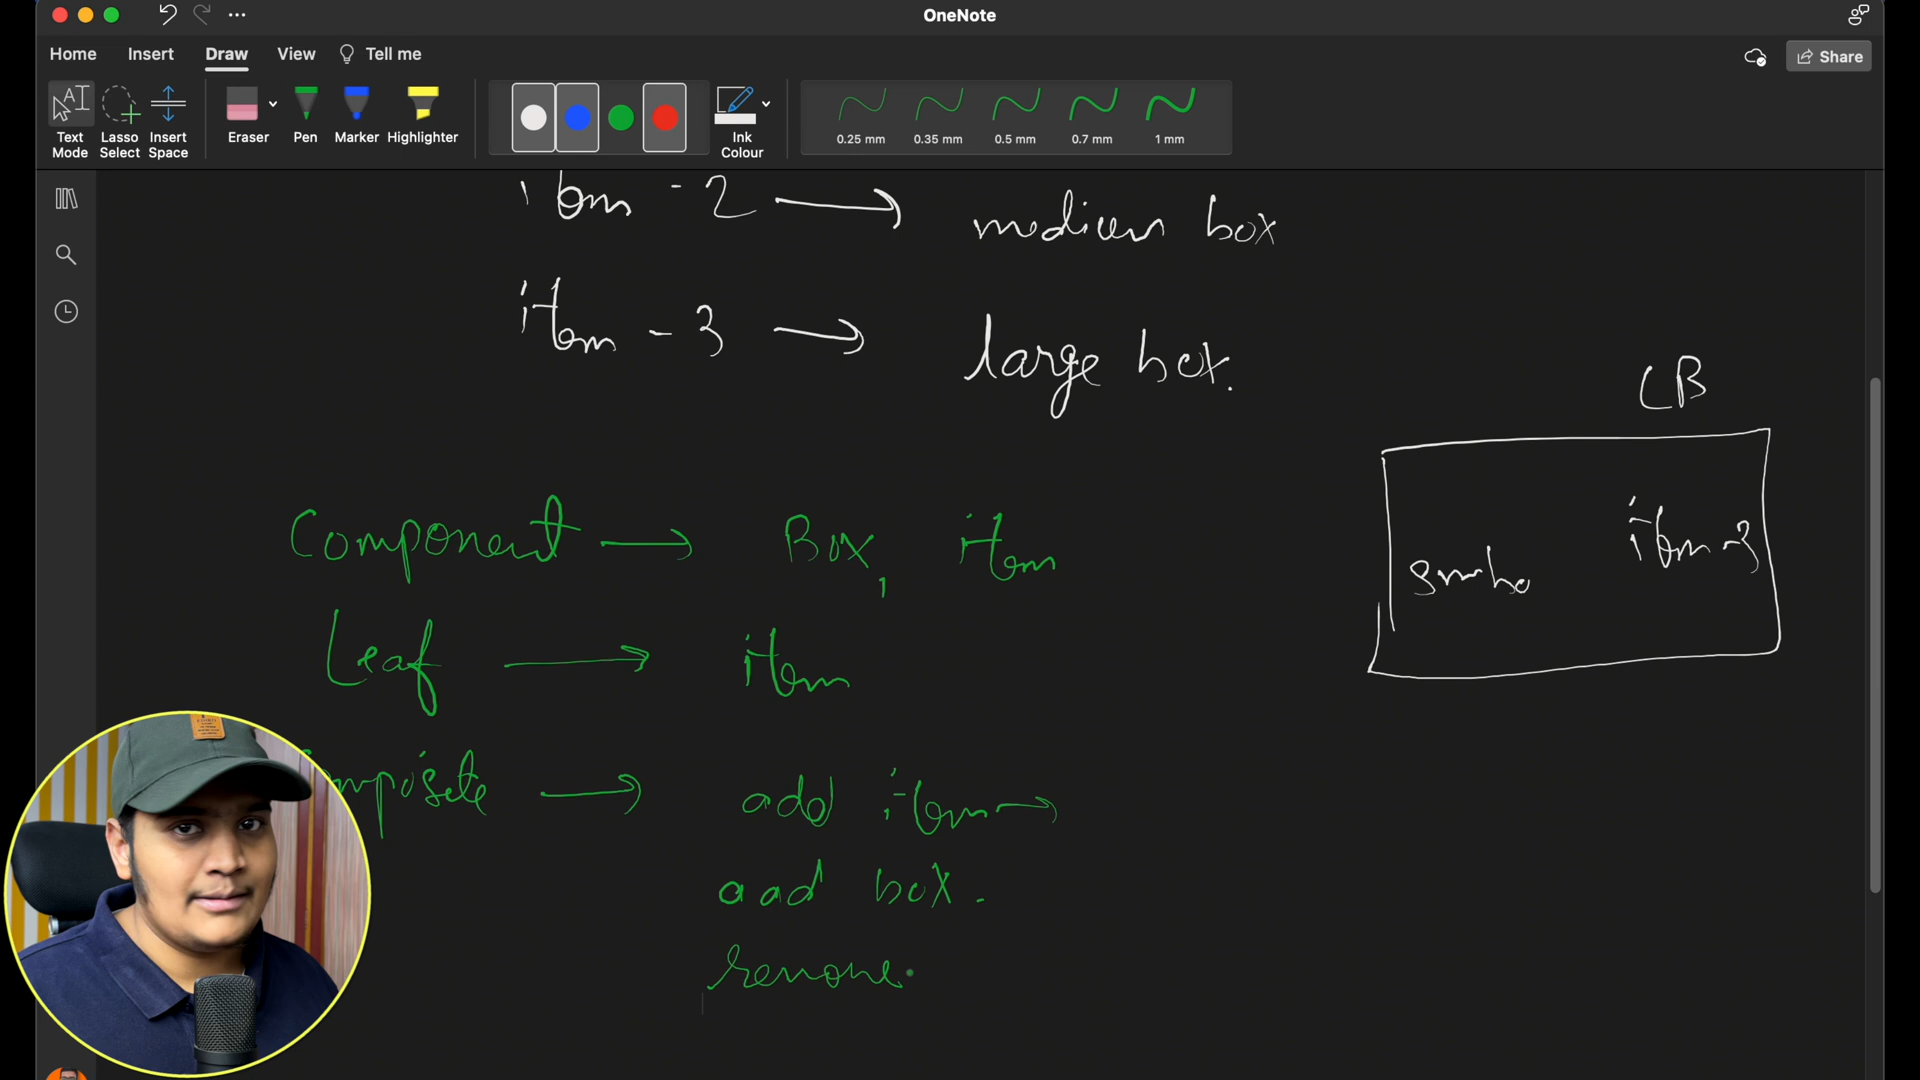 OneNote
Home Insert Draw View Tell me
Share
Text Mode
Lasso Select
Insert Space
Eraser
Pen
Marker
Highlighter
Ink Colour
0.25 mm
0.35 mm
0.5 mm
0.7 mm
1 mm
item - 2 → medium box
item - 3 → large box.
LB
item-3
Component → Box, item
Leaf → item
Composite → add item →
add box.
remove.